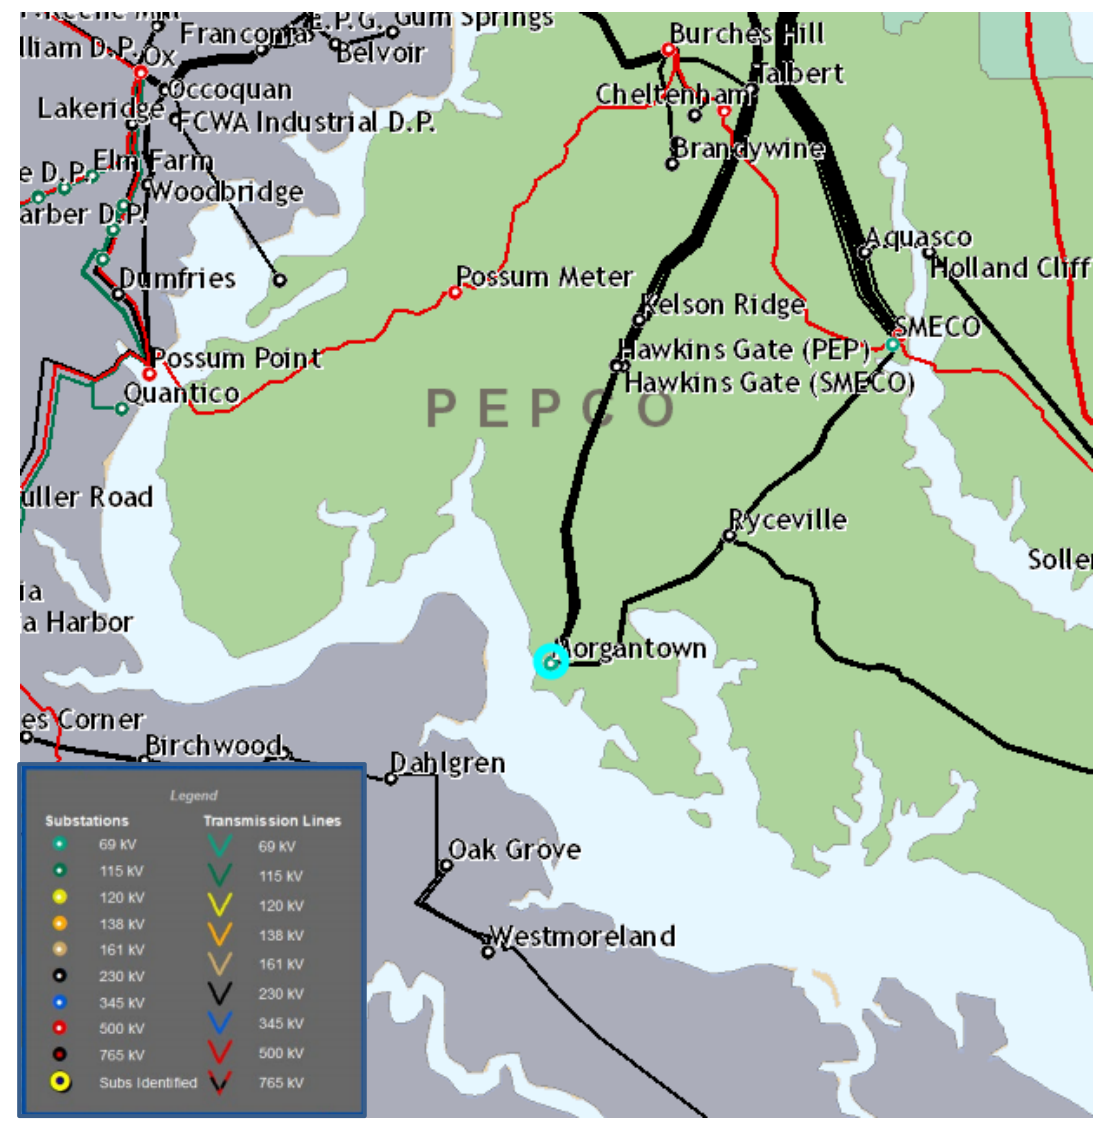 E.P.G.
Gum Springs
Franconia
Belvoir
Burches Hill
lliam D.P.
Ox
Talbert
Occoquan
Cheltenham
Lakeridge
FCWA Industrial D.P.
Brandywine
e D.P.
Elm Farm
Woodbridge
arber D.P.
Aquasco
Holland Cliff
Dumfries
Possum Meter
Kelson Ridge
SMECO
Possum Point
Hawkins Gate (PEP)
Quantico
Hawkins Gate (SMECO)
PEPCO
uller Road
Ryceville
Soller
ia
a Harbor
Morgantown
es Corner
Birchwood
Dahlgren
Oak Grove
Westmoreland
Legend
Substations Transmission Lines
69 kV 69 kV
115 kV 115 kV
120 kV 120 kV
138 kV 138 kV
161 kV 161 kV
230 kV 230 kV
345 kV 345 kV
500 kV 500 kV
765 kV 765 kV
Subs Identified